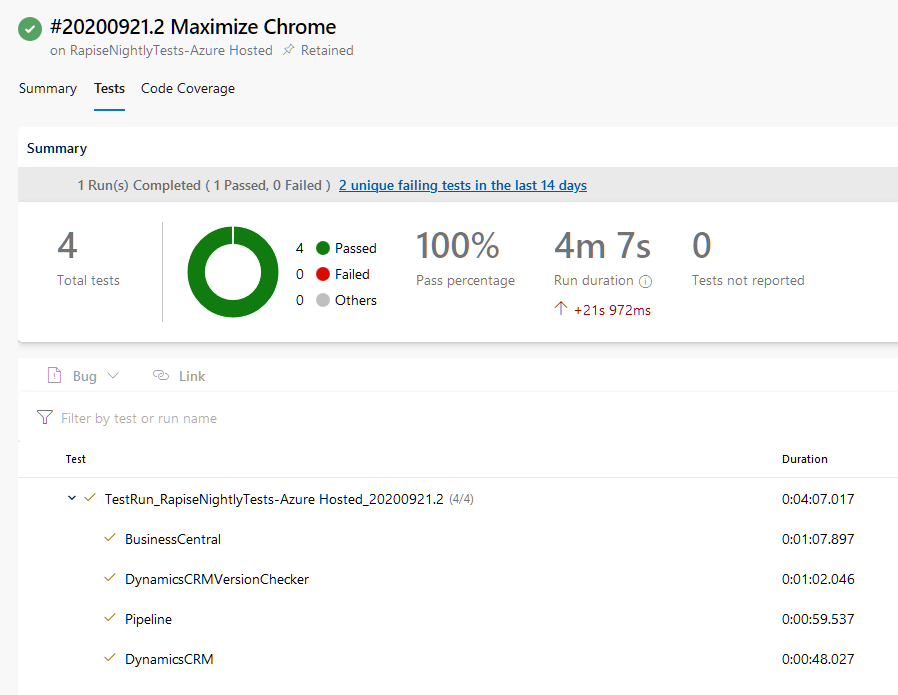 #20200921.2 Maximize Chrome
on RapiseNightlyTests-Azure Hosted Retained
Summary Tests Code Coverage
Summary
1 Run(s) Completed ( 1 Passed, 0 Failed ) 2 unique failing tests in the last 14 days
4
Total tests
4 Passed
0 Failed
0 Others
100%
Pass percentage
4m 7s
Run duration
+21s 972ms
0
Tests not reported
Bug Link
Filter by test or run name
Test Duration
TestRun_RapiseNightlyTests-Azure Hosted_20200921.2 (4/4) 0:04:07.017
BusinessCentral 0:01:07.897
DynamicsCRMVersionChecker 0:01:02.046
Pipeline 0:00:59.537
DynamicsCRM 0:00:48.027